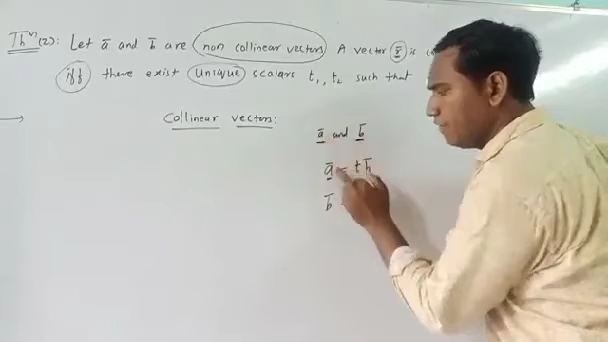 Thm (2): Let a̅ and b̅ are non collinear vectors A vector r̅ is
iff there exist unique scalars t₁, t₂ such that
Collinear vectors:
a̅ and b̅
a̅ = t b̅
b̅